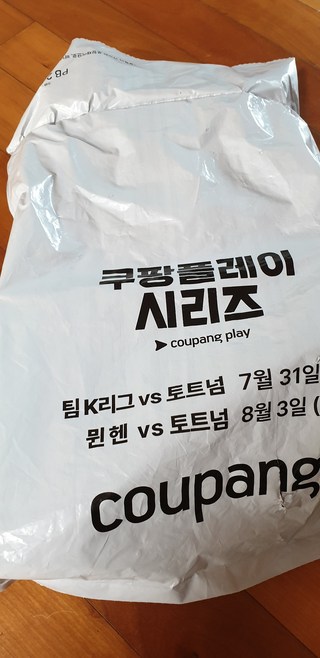 쿠팡플레이
시리즈
coupang play
팀 K리그 vs 토트넘 7월 31일
뮌헨 vs 토트넘 8월 3일 (
coupang